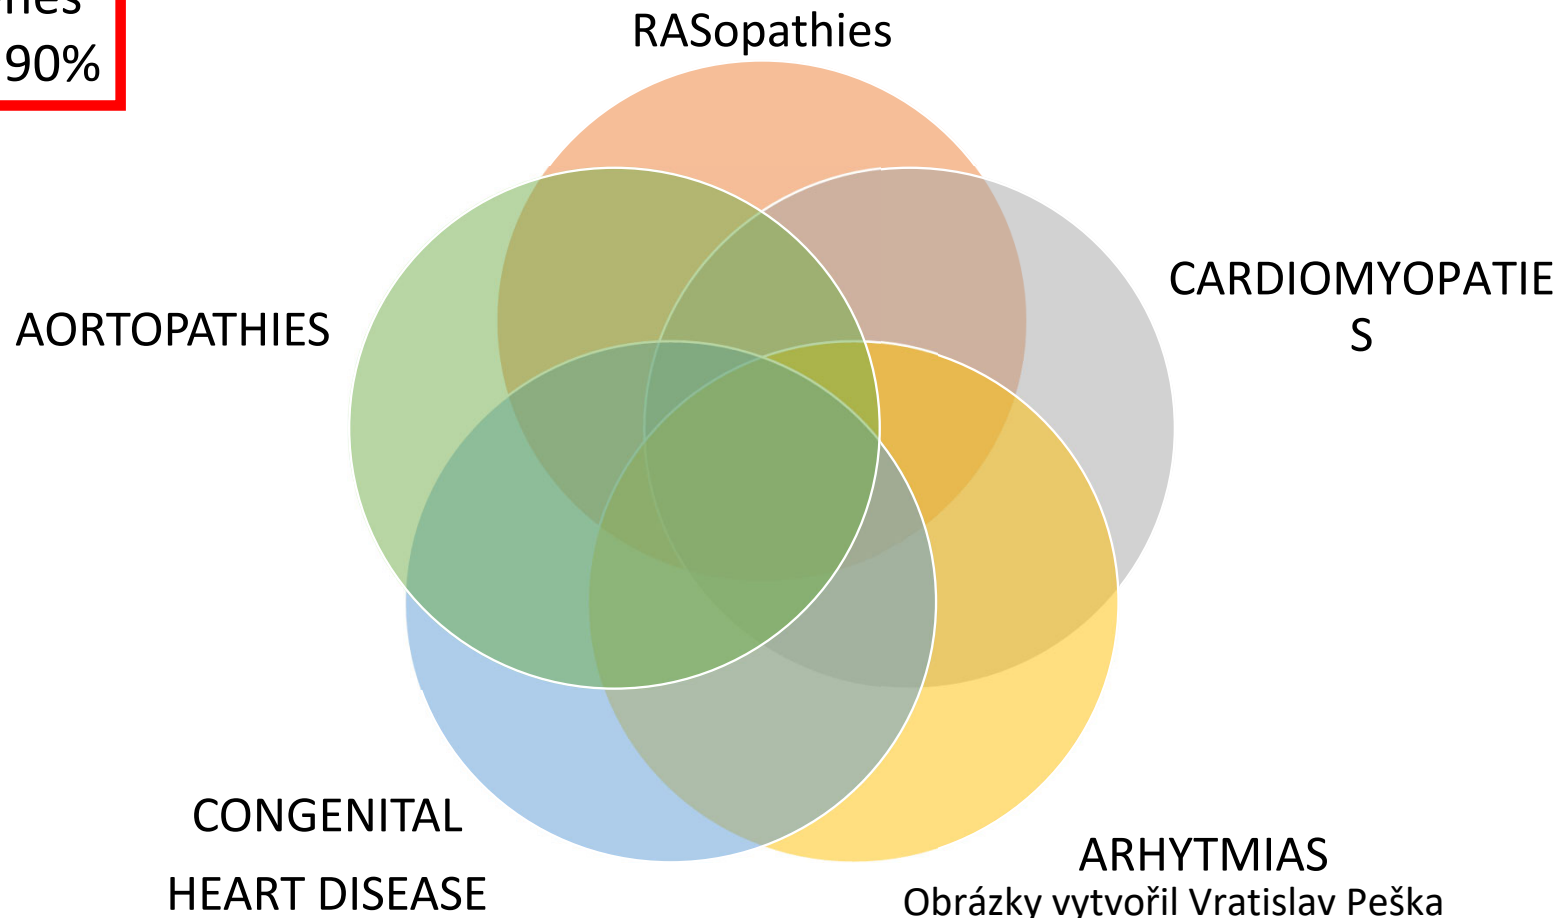 90%
RASopathies
CARDIOMYOPATIE
S
AORTOPATHIES
CONGENITAL
HEART DISEASE
ARHYTMIAS
Obrázky vytvořil Vratislav Peška